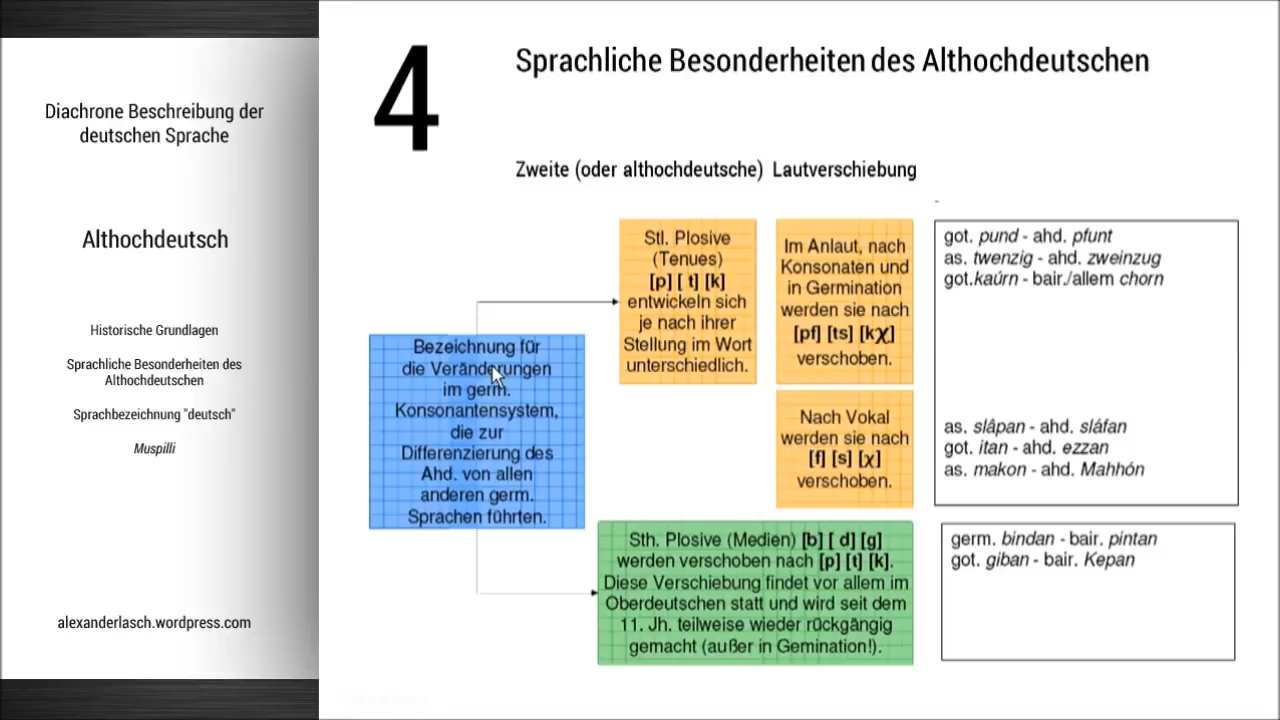 Diachrone Beschreibung der
deutschen Sprache
Althochdeutsch
Historische Grundlagen
Sprachliche Besonderheiten des
Althochdeutschen
Sprachbezeichnung "deutsch"
Muspilli
alexanderlasch.wordpress.com
4
Sprachliche Besonderheiten des Althochdeutschen
Zweite (oder althochdeutsche) Lautverschiebung
Bezeichnung für
die Veränderungen
im germ.
Konsonantensystem,
die zur
Differenzierung des
Ahd. von allen
anderen germ.
Sprachen führten.
Stl. Plosive
(Tenues)
[p] [ t] [k]
entwickeln sich
je nach ihrer
Stellung im Wort
unterschiedlich.
Im Anlaut, nach
Konsonaten und
in Germination
werden sie nach
[pf] [ts] [kχ]
verschoben.
Nach Vokal
werden sie nach
[f] [s] [χ]
verschoben.
got. pund - ahd. pfunt
as. twenzig - ahd. zweinzug
got.kaúrn - bair./allem chorn
as. slâpan - ahd. sláfan
got. itan - ahd. ezzan
as. makon - ahd. Mahhón
Sth. Plosive (Medien) [b] [ d] [g]
werden verschoben nach [p] [t] [k].
Diese Verschiebung findet vor allem im
Oberdeutschen statt und wird seit dem
11. Jh. teilweise wieder rückgängig
gemacht (außer in Gemination!).
germ. bindan - bair. pintan
got. giban - bair. Kepan